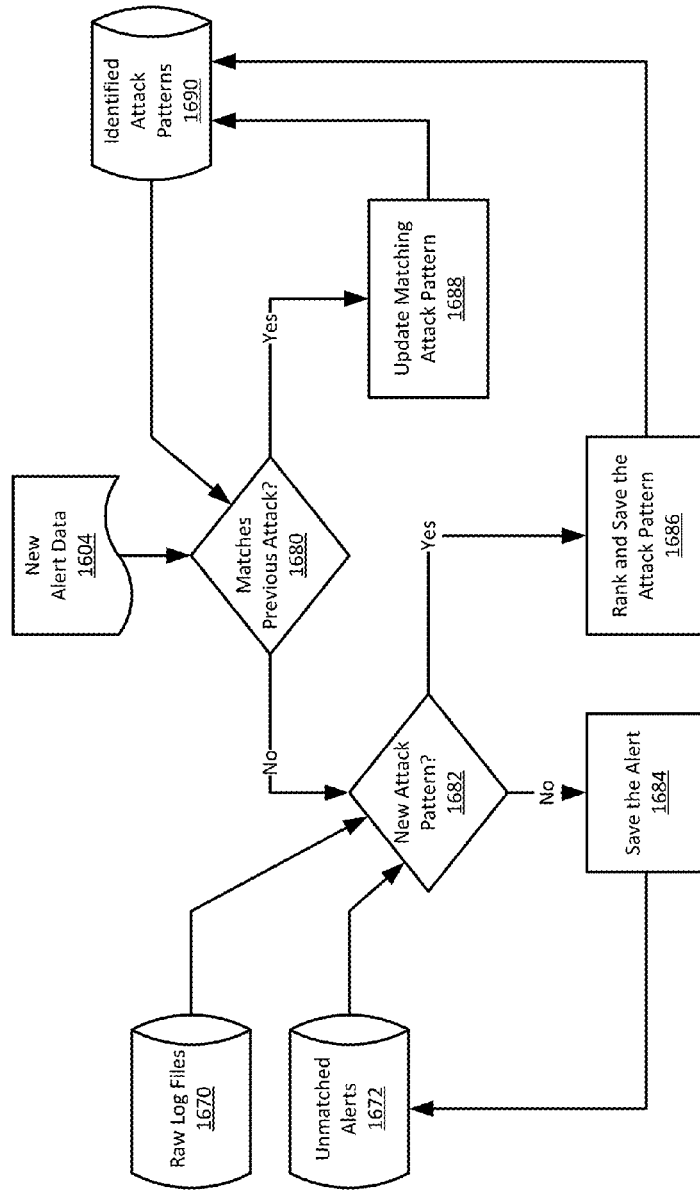 New
Alert Data
1604
Identified
Attack
Patterns
1690
Matches
Previous Attack?
1680
Yes
No
Update Matching
Attack Pattern
1688
Raw Log Files
1670
Unmatched
Alerts
1672
New Attack
Pattern?
1682
Yes
No
Rank and Save the
Attack Pattern
1686
Save the Alert
1684